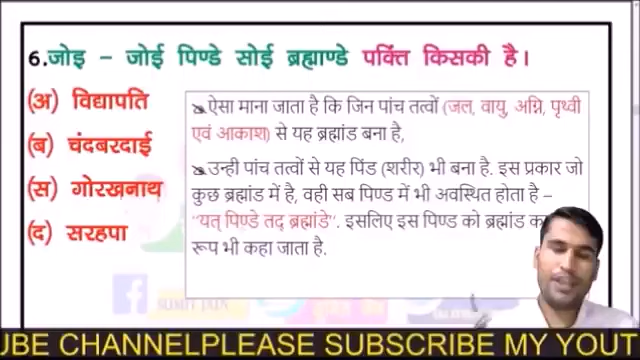 6.जोइ – जोई पिण्डे सोई ब्रह्माण्डे पक्तिं किसकी है।
(अ) विद्यापति
(ब) चंदबरदाई
(स) गोरखनाथ
(द) सरहपा
ऐसा माना जाता है कि जिन पांच तत्वों (जल, वायु, अग्नि, पृथ्वी
एवं आकाश) से यह ब्रह्मांड बना है,
उन्ही पांच तत्वों से यह पिंड (शरीर) भी बना है. इस प्रकार जो
कुछ ब्रह्मांड में है, वही सब पिण्ड में भी अवस्थित होता है –
"यत् पिण्डे तद् ब्रह्मांडे". इसलिए इस पिण्ड को ब्रह्मांड का
रूप भी कहा जाता है.
UBE CHANNELPLEASE SUBSCRIBE MY YOUT